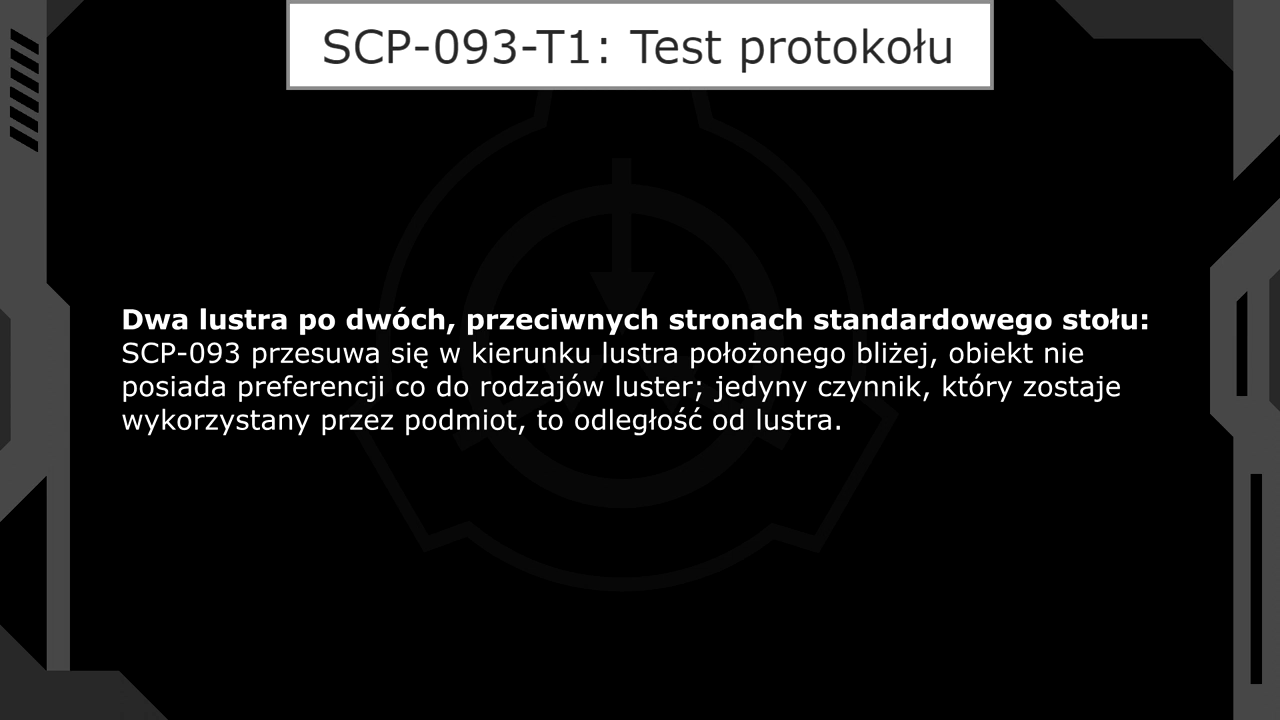 SCP-093-T1: Test protokołu
Dwa lustra po dwóch, przeciwnych stronach standardowego stołu:
SCP-093 przesuwa się w kierunku lustra położonego bliżej, obiekt nie
posiada preferencji co do rodzajów luster; jedyny czynnik, który zostaje
wykorzystany przez podmiot, to odległość od lustra.